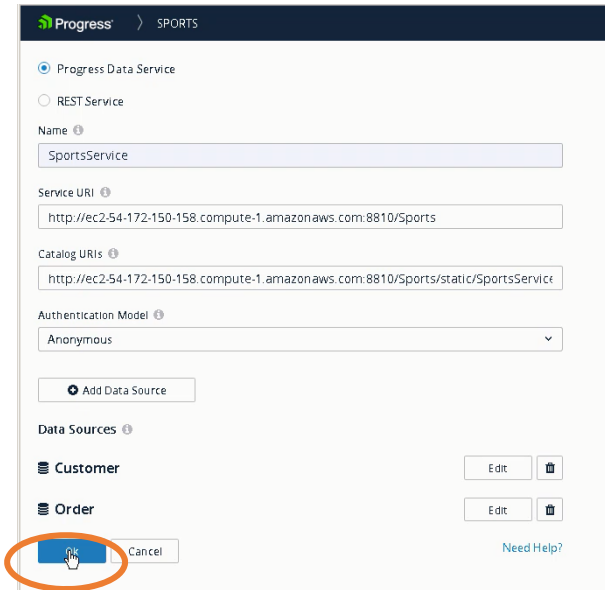 Progress SPORTS
Progress Data Service
REST Service
Name
SportsService
Service URI
http://ec2-54-172-150-158.compute-1.amazonaws.com:8810/Sports
Catalog URIs
http://ec2-54-172-150-158.compute-1.amazonaws.com:8810/Sports/static/SportsService
Authentication Model
Anonymous
Add Data Source
Data Sources
Customer Edit
Order Edit
Ok Cancel Need Help?